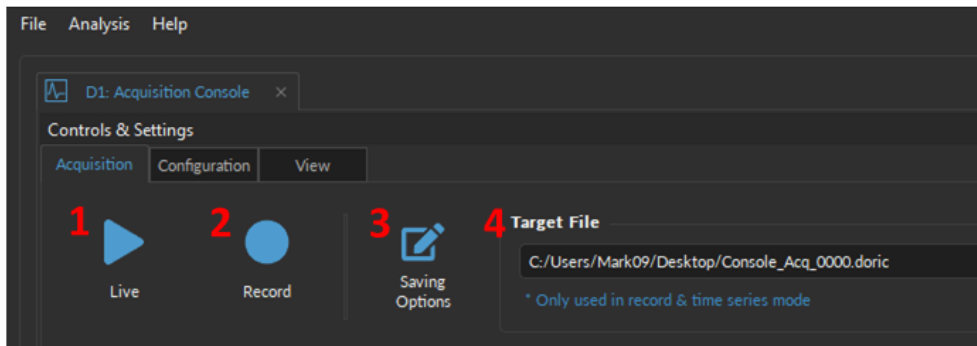 File Analysis Help
D1: Acquisition Console ×
Controls & Settings
Acquisition Configuration View
1 2 3 4 Target File
C:/Users/Mark09/Desktop/Console_Acq_0000.doric
Live Record Saving Options
* Only used in record & time series mode